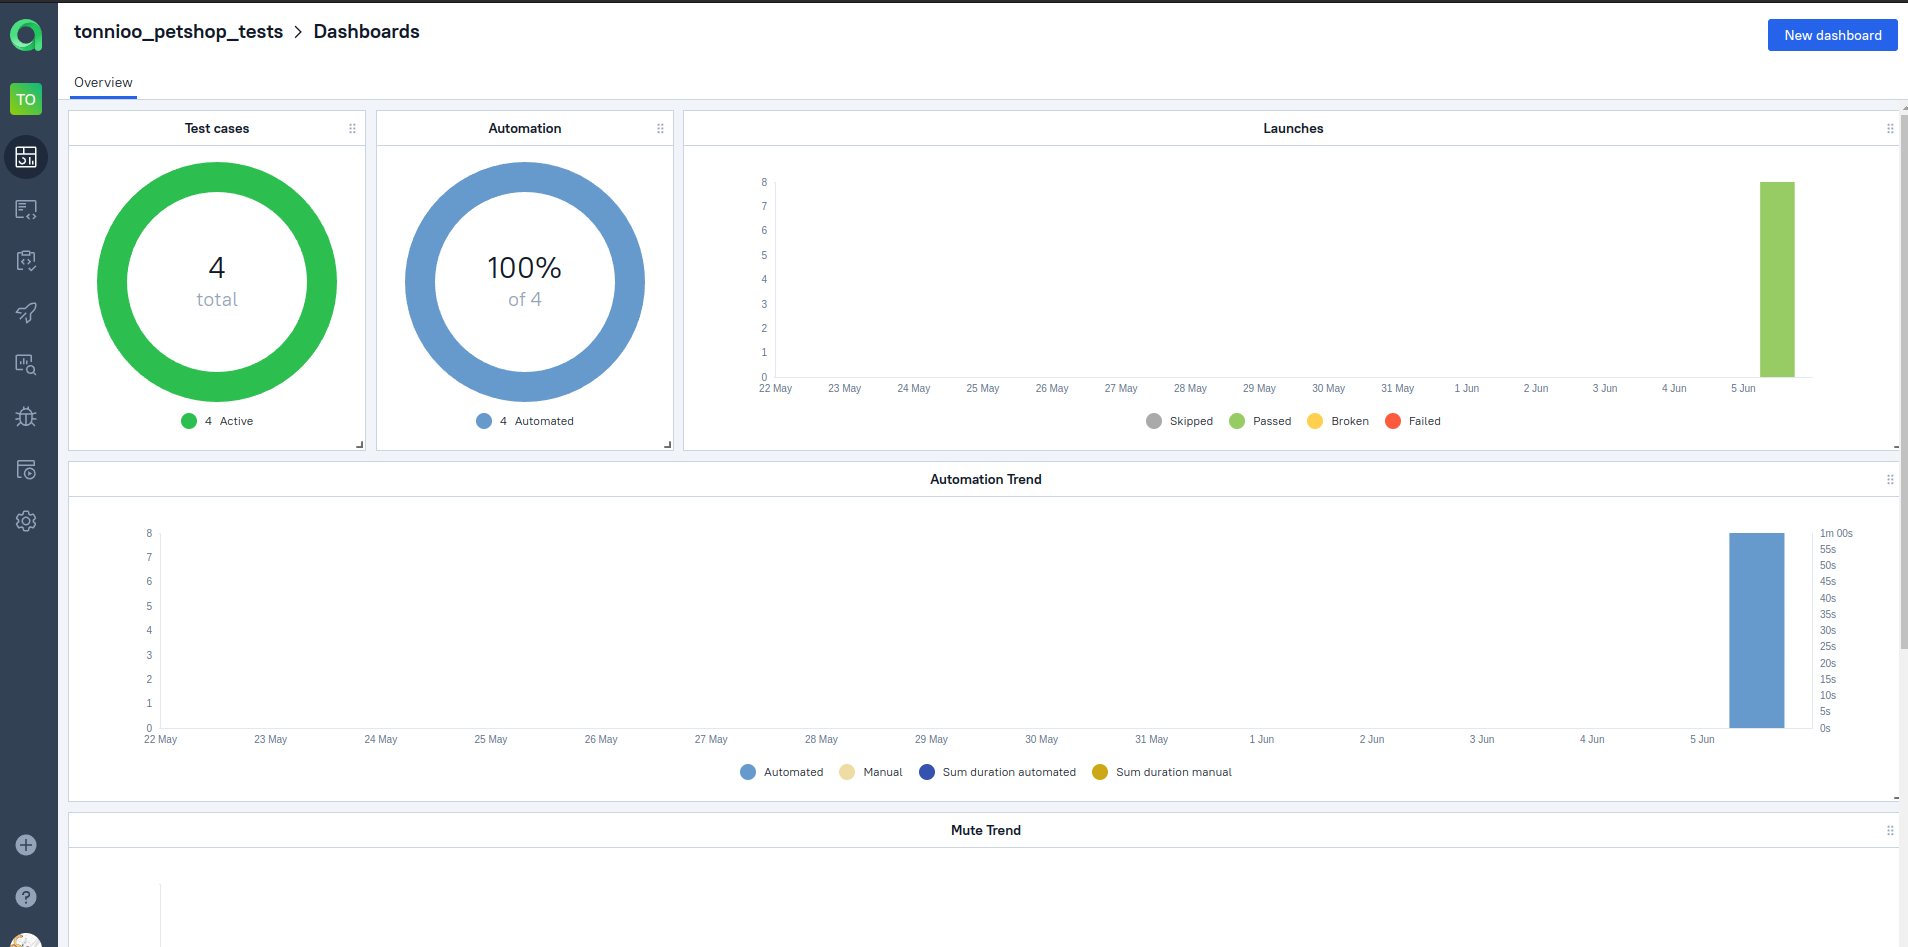 tonnioo_petshop_tests > Dashboards
New dashboard
TO
Overview
Test cases
4
total
4 Active
Automation
100%
of 4
4 Automated
Launches
8
7
6
5
4
3
2
1
0
22 May 23 May 24 May 25 May 26 May 27 May 28 May 29 May 30 May 31 May 1 Jun 2 Jun 3 Jun 4 Jun 5 Jun
Skipped Passed Broken Failed
Automation Trend
8
7
6
5
4
3
2
1
0
1m 00s
55s
50s
45s
40s
35s
30s
25s
20s
15s
10s
5s
0s
22 May 23 May 24 May 25 May 26 May 27 May 28 May 29 May 30 May 31 May 1 Jun 2 Jun 3 Jun 4 Jun 5 Jun
Automated Manual Sum duration automated Sum duration manual
Mute Trend